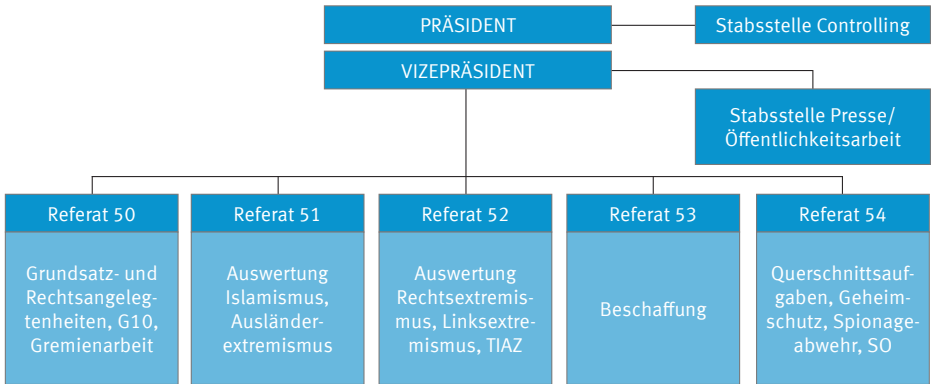 PRÄSIDENT
Stabsstelle Controlling
VIZEPRÄSIDENT
Stabsstelle Presse/
Öffentlichkeitsarbeit
Referat 50
Grundsatz- und
Rechtsangeleg-
tenheiten, G10,
Gremienarbeit
Referat 51
Auswertung
Islamismus,
Ausländer-
extremismus
Referat 52
Auswertung
Rechtsextremis-
mus, Linksextre-
mismus, TIAZ
Referat 53
Beschaffung
Referat 54
Querschnittsauf-
gaben, Geheim-
schutz, Spionage-
abwehr, SO